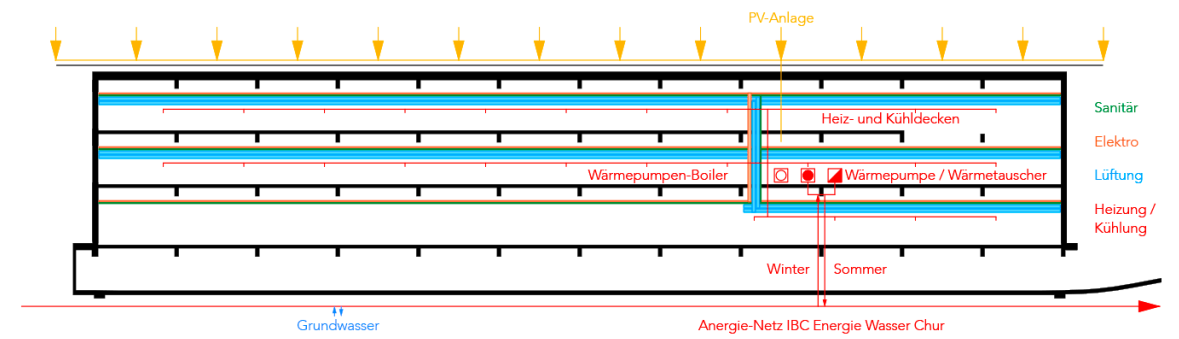 PV-Anlage
Sanitär
Heiz- und Kühldecken
Elektro
Wärmepumpen-Boiler
Wärmepumpe / Wärmetauscher
Lüftung
Heizung /
Kühlung
Winter
Sommer
Grundwasser
Anergie-Netz IBC Energie Wasser Chur